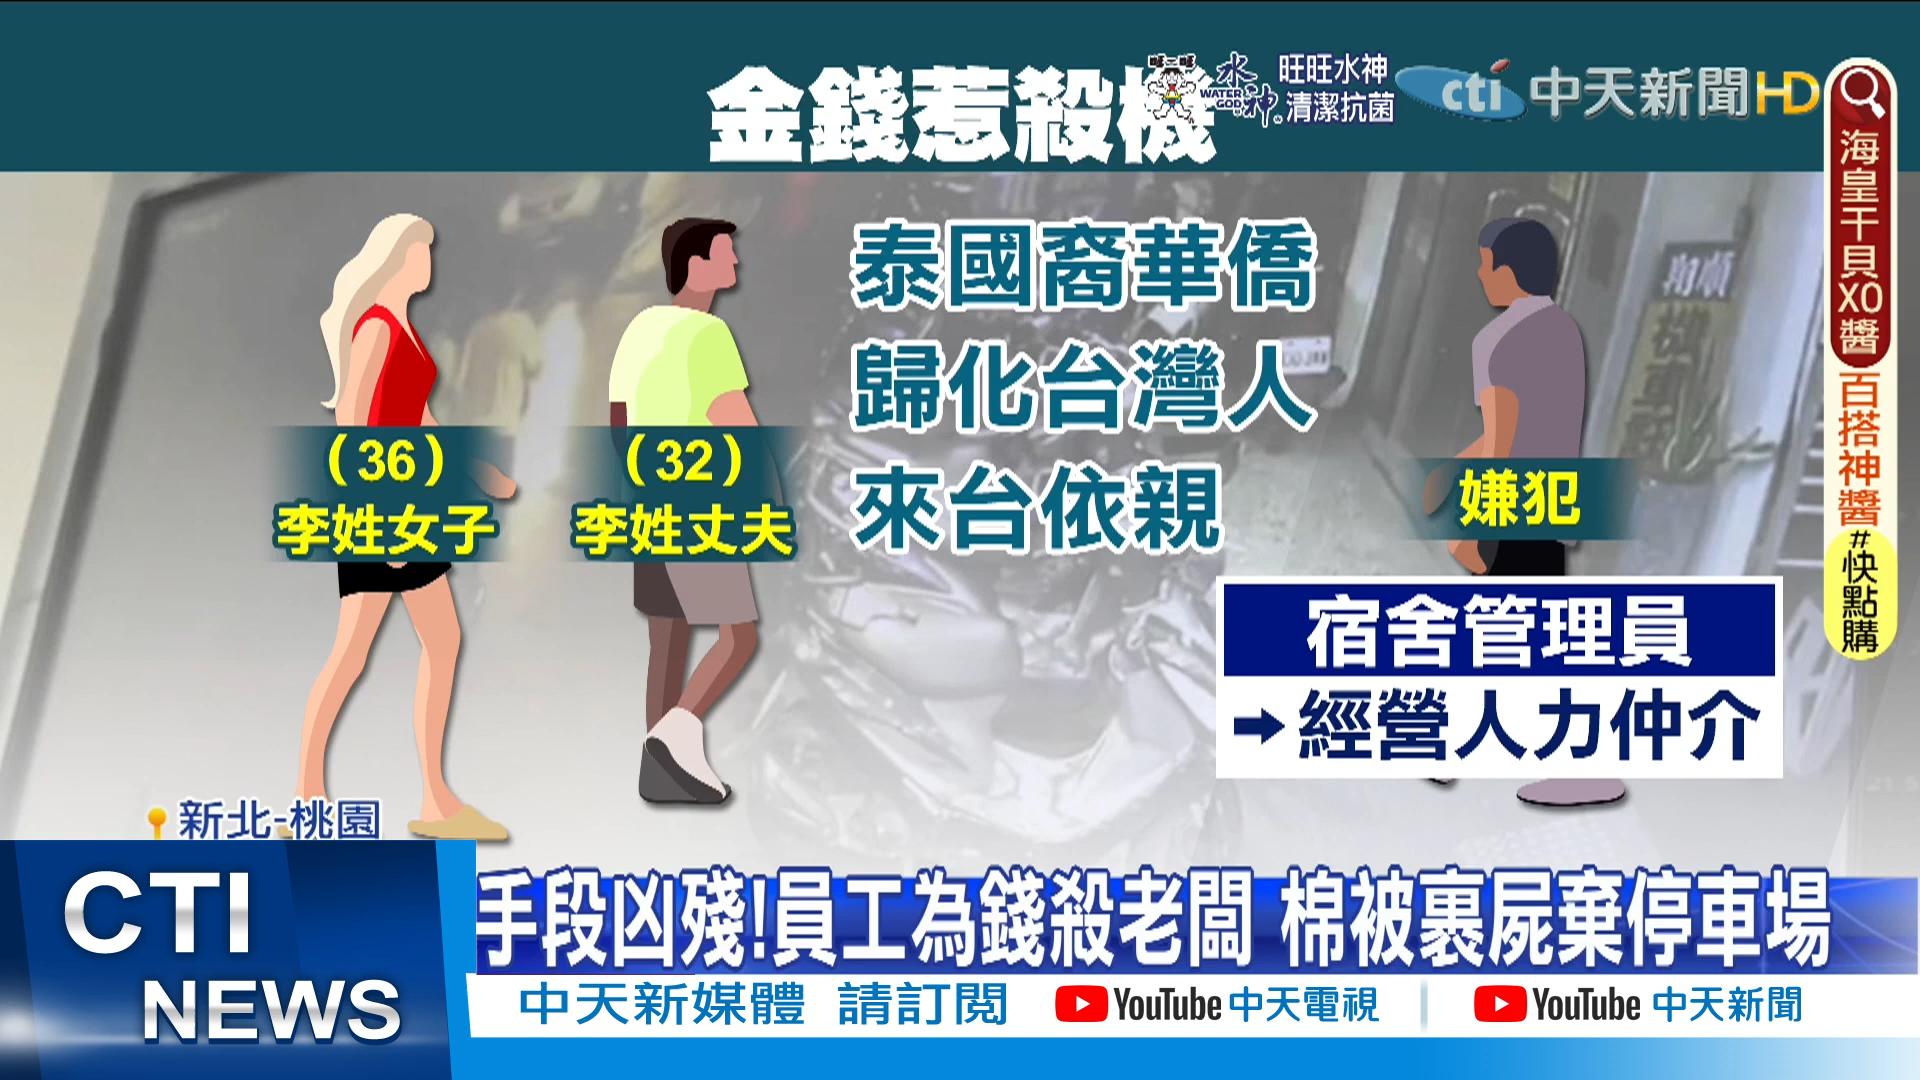 金錢惹殺機
旺旺水神
清潔抗菌
水神
WATER GOD
cti 中天新聞HD
海皇干貝XO醬
百搭神醬
#快點購
泰國裔華僑
歸化台灣人
來台依親
（36）
李姓女子
（32）
李姓丈夫
嫌犯
宿舍管理員
➡經營人力仲介
新北-桃園
CTI
NEWS
手段凶殘!員工為錢殺老闆 棉被裹屍棄停車場
中天新媒體 請訂閱 YouTube 中天電視 YouTube 中天新聞